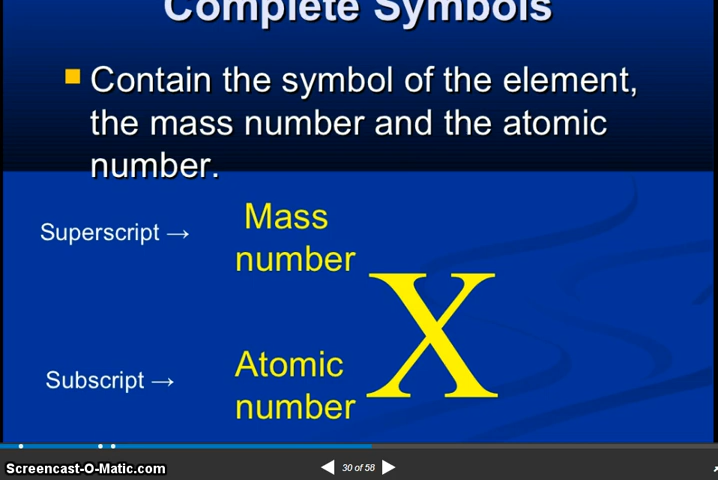 Complete Symbols
Contain the symbol of the element,
the mass number and the atomic
number.
Superscript →
Mass
number
X
Subscript →
Atomic
number
Screencast-O-Matic.com
30 of 58